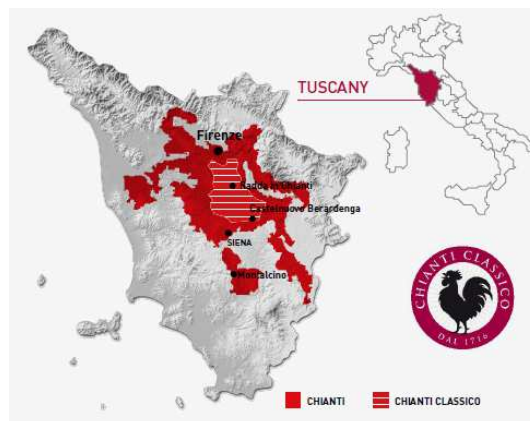 TUSCANY
Firenze
Radda in Chianti
Castelnuovo Berardenga
SIENA
Montalcino
CHIANTI CLASSICO
DAL 1716
CHIANTI
CHIANTI CLASSICO